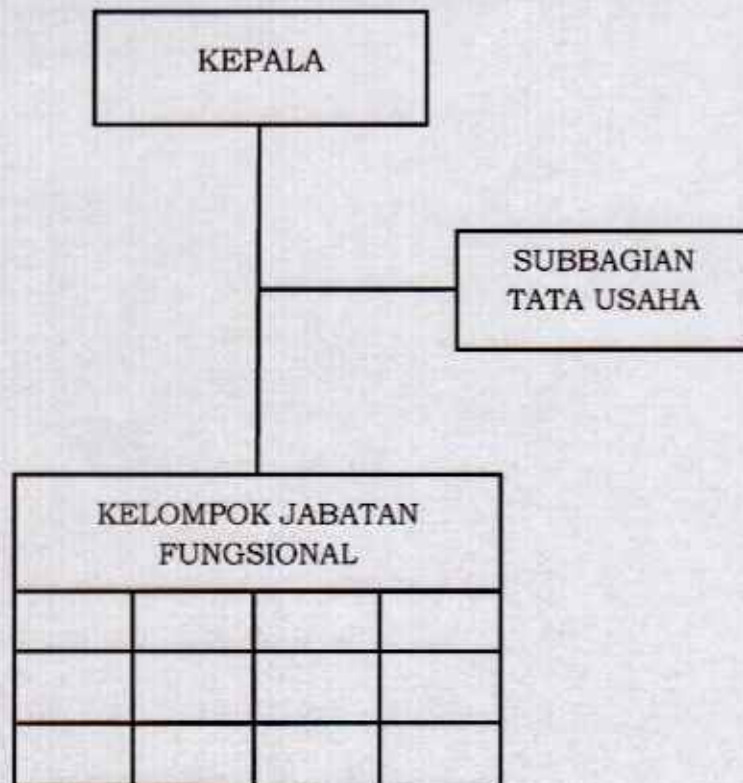 KEPALA
SUBBAGIAN
TATA USAHA
KELOMPOK JABATAN
FUNGSIONAL